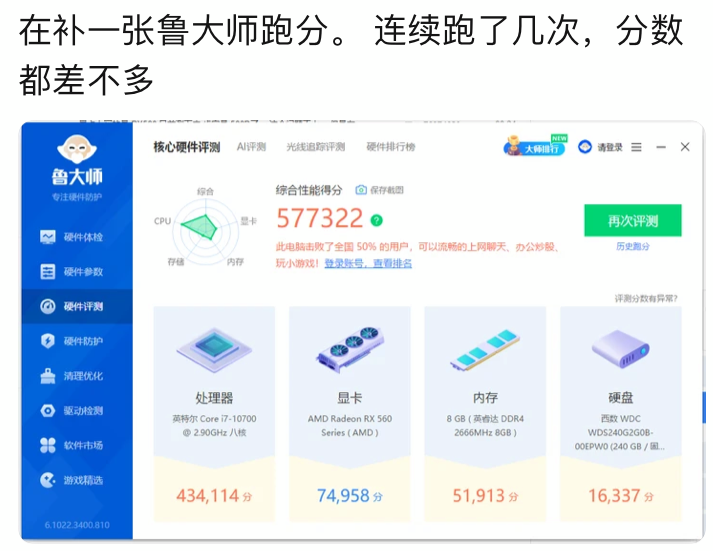 在补一张鲁大师跑分。 连续跑了几次，分数
都差不多
鲁大师
专注硬件防护
硬件体检
硬件参数
硬件评测
硬件防护
清理优化
驱动检测
软件市场
游戏精选
6.1022.3400.810
核心硬件评测 AI评测 光线追踪评测 硬件排行榜
NEW
大师排行 请登录
综合
CPU 显卡
存储 内存
综合性能得分 保存截图
577322 ?
此电脑击败了全国 50% 的用户，可以流畅的上网聊天、办公炒股、
玩小游戏！登录账号，查看排名
再次评测
历史跑分
评测分数有异常?
处理器
英特尔 Core i7-10700
@ 2.90GHz 八核
434,114 分
显卡
AMD Radeon RX 560
Series ( AMD )
74,958 分
内存
8 GB ( 英睿达 DDR4
2666MHz 8GB )
51,913 分
硬盘
西数 WDC
WDS240G2G0B-
00EPW0 (240 GB / 固...
16,337 分